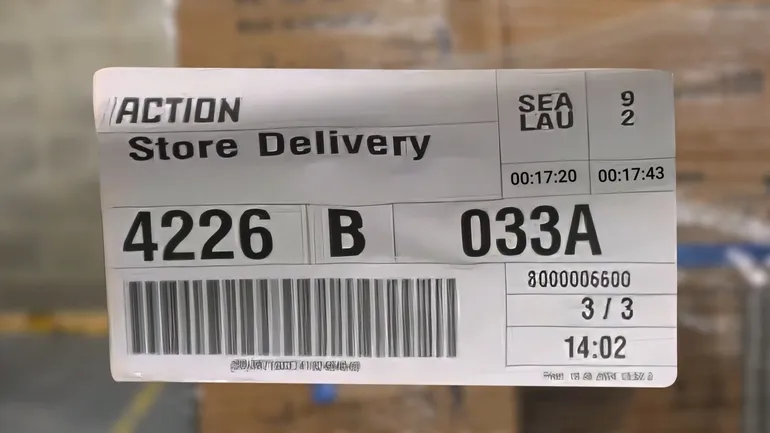 ACTION
Store Delivery
SEA
LAU
9
2
00:17:20
00:17:43
4226
B
033A
8000006600
3 / 3
14:02